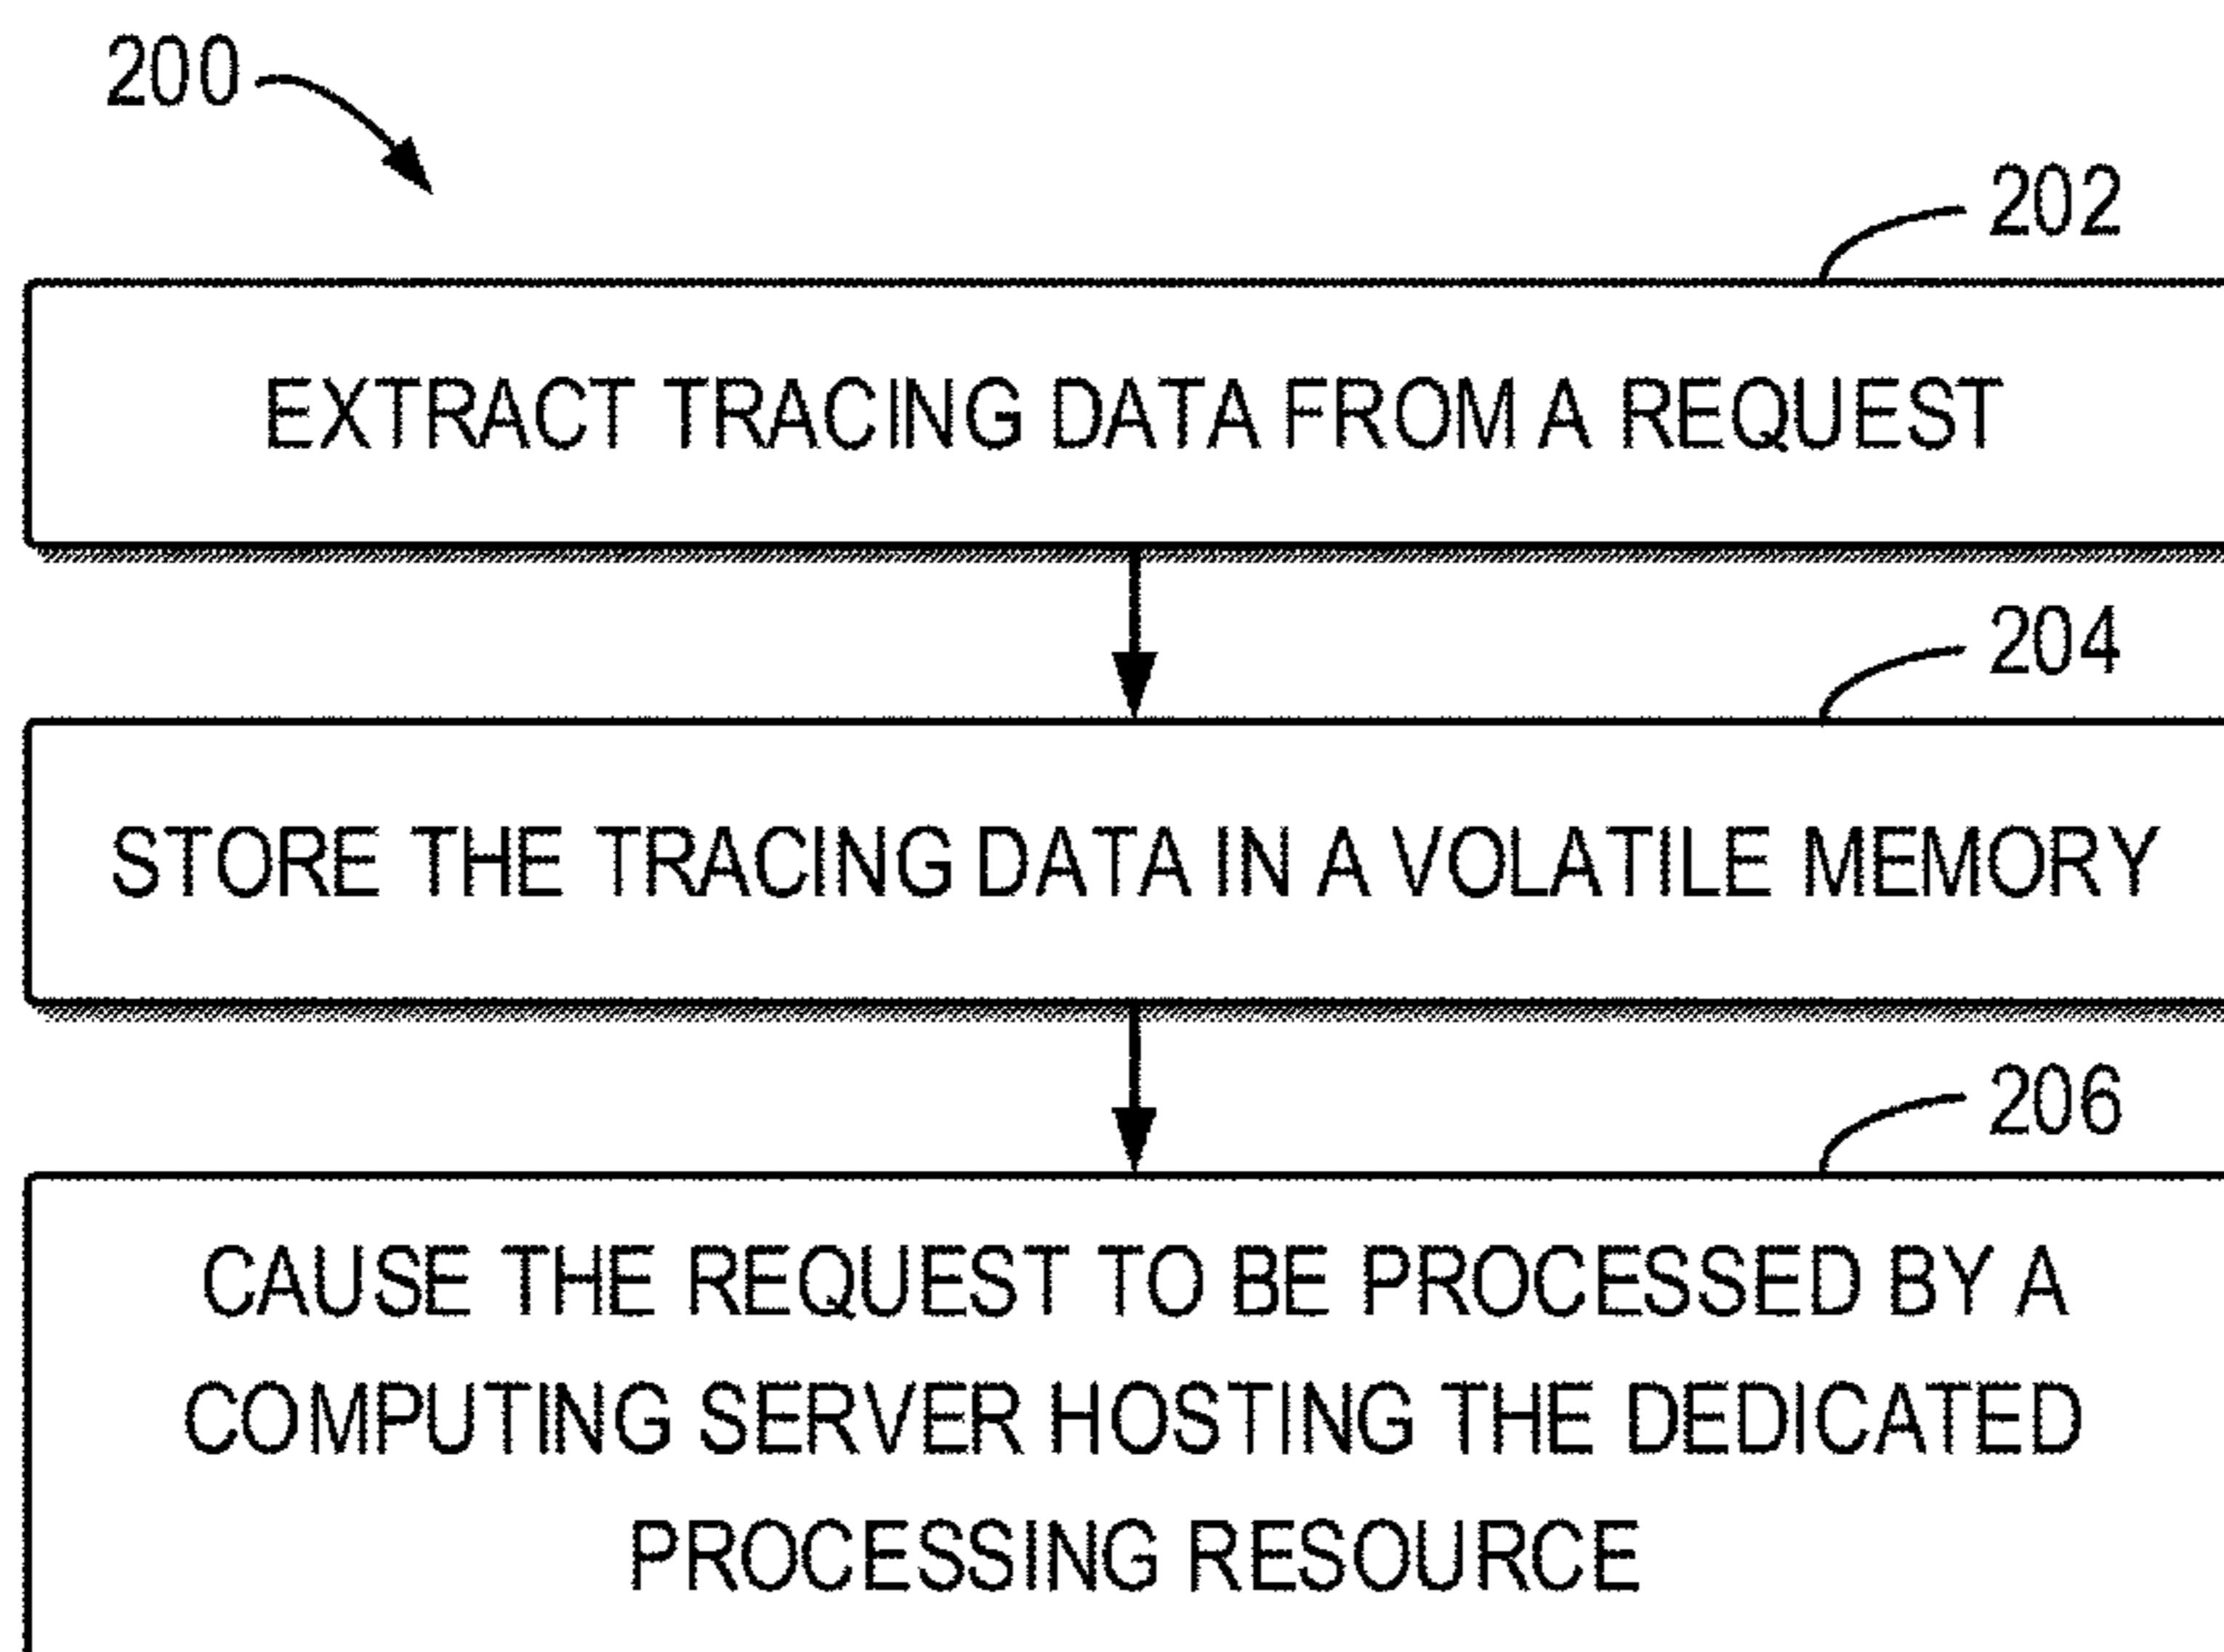 200
202
EXTRACT TRACING DATA FROM A REQUEST
204
STORE THE TRACING DATA IN A VOLATILE MEMORY
206
CAUSE THE REQUEST TO BE PROCESSED BY A
COMPUTING SERVER HOSTING THE DEDICATED
PROCESSING RESOURCE